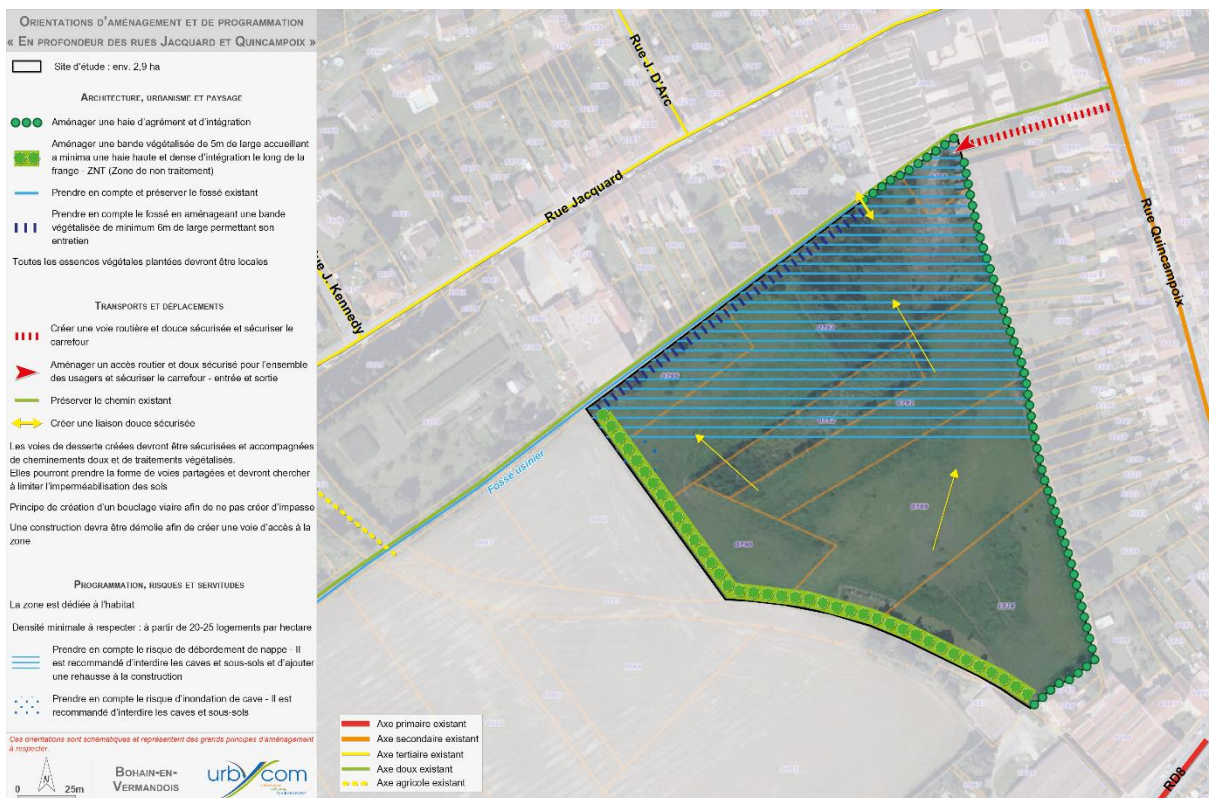 ORIENTATIONS D'AMÉNAGEMENT ET DE PROGRAMMATION
« EN PROFONDEUR DES RUES JACQUARD ET QUINCAMPOIX »
Site d'étude : env. 2,9 ha
ARCHITECTURE, URBANISME ET PAYSAGE
Aménager une haie d'agrément et d'intégration
Aménager une bande végétalisée de 5m de large accueillant
a minima une haie haute et dense d'intégration le long de la
frange - ZNT (Zone de non traitement)
Prendre en compte et préserver le fossé existant
Prendre en compte le fossé en aménageant une bande
végétalisée de minimum 6m de large permettant son
entretien
Toutes les essences végétales plantées devront être locales
TRANSPORTS ET DÉPLACEMENTS
Créer une voie routière et douce sécurisée et sécuriser le
carrefour
Aménager un accès routier et doux sécurisé pour l'ensemble
des usagers et sécuriser le carrefour - entrée et sortie
Préserver le chemin existant
Créer une liaison douce sécurisée
Les voies de desserte créées devront être sécurisées et accompagnées
de cheminements doux et de traitements végétalisés.
Elles pourront prendre la forme de voies partagées et devront chercher
à limiter l'imperméabilisation des sols
Principe de création d'un bouclage viaire afin de ne pas créer d'impasse
Une construction devra être démolie afin de créer une voie d'accès à la
zone
PROGRAMMATION, RISQUES ET SERVITUDES
La zone est dédiée à l'habitat
Densité minimale à respecter : à partir de 20-25 logements par hectare
Prendre en compte le risque de débordement de nappe - Il
est recommandé d'interdire les caves et sous-sols et d'ajouter
une rehausse à la construction
Prendre en compte le risque d'inondation de cave - Il est
recommandé d'interdire les caves et sous-sols
Ces orientations sont schématiques et représentent des grands principes d'aménagement
à respecter.
N
0 25m
BOHAIN-EN-
VERMANDOIS
urbycom
Rue J. D'Arc
Rue Jacquard
Rue J. Kennedy
Rue Quincampoix
Fossé usinier
RD8
Axe primaire existant
Axe secondaire existant
Axe tertiaire existant
Axe doux existant
Axe agricole existant